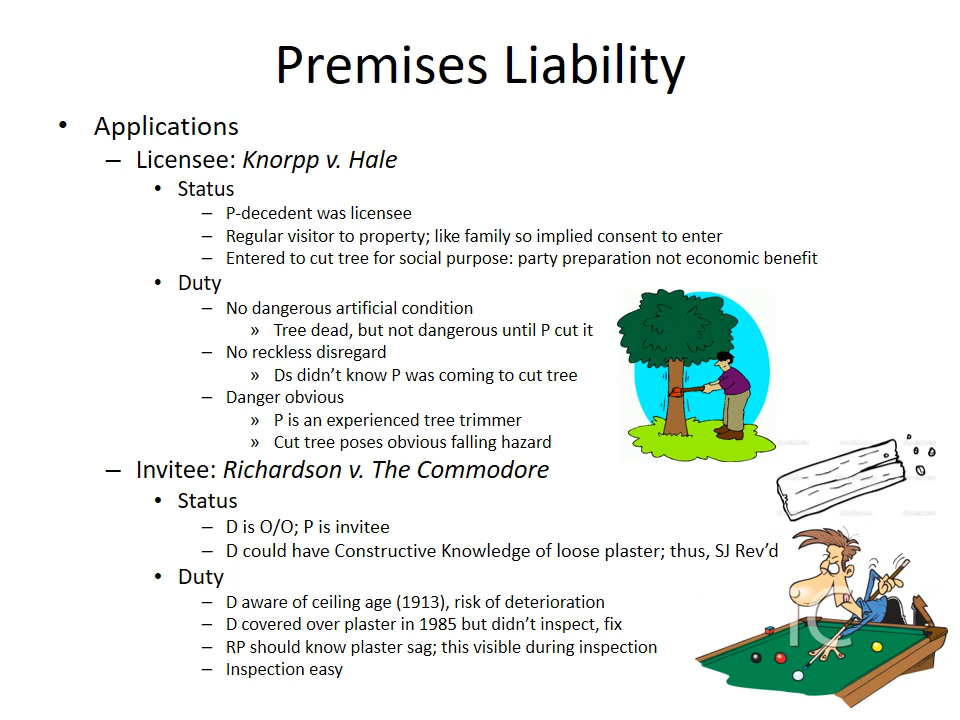 Premises Liability
• Applications
– Licensee: Knorpp v. Hale
• Status
– P-decedent was licensee
– Regular visitor to property; like family so implied consent to enter
– Entered to cut tree for social purpose: party preparation not economic benefit
• Duty
– No dangerous artificial condition
» Tree dead, but not dangerous until P cut it
– No reckless disregard
» Ds didn’t know P was coming to cut tree
– Danger obvious
» P is an experienced tree trimmer
» Cut tree poses obvious falling hazard
– Invitee: Richardson v. The Commodore
• Status
– D is O/O; P is invitee
– D could have Constructive Knowledge of loose plaster; thus, SJ Rev’d
• Duty
– D aware of ceiling age (1913), risk of deterioration
– D covered over plaster in 1985 but didn’t inspect, fix
– RP should know plaster sag; this visible during inspection
– Inspection easy